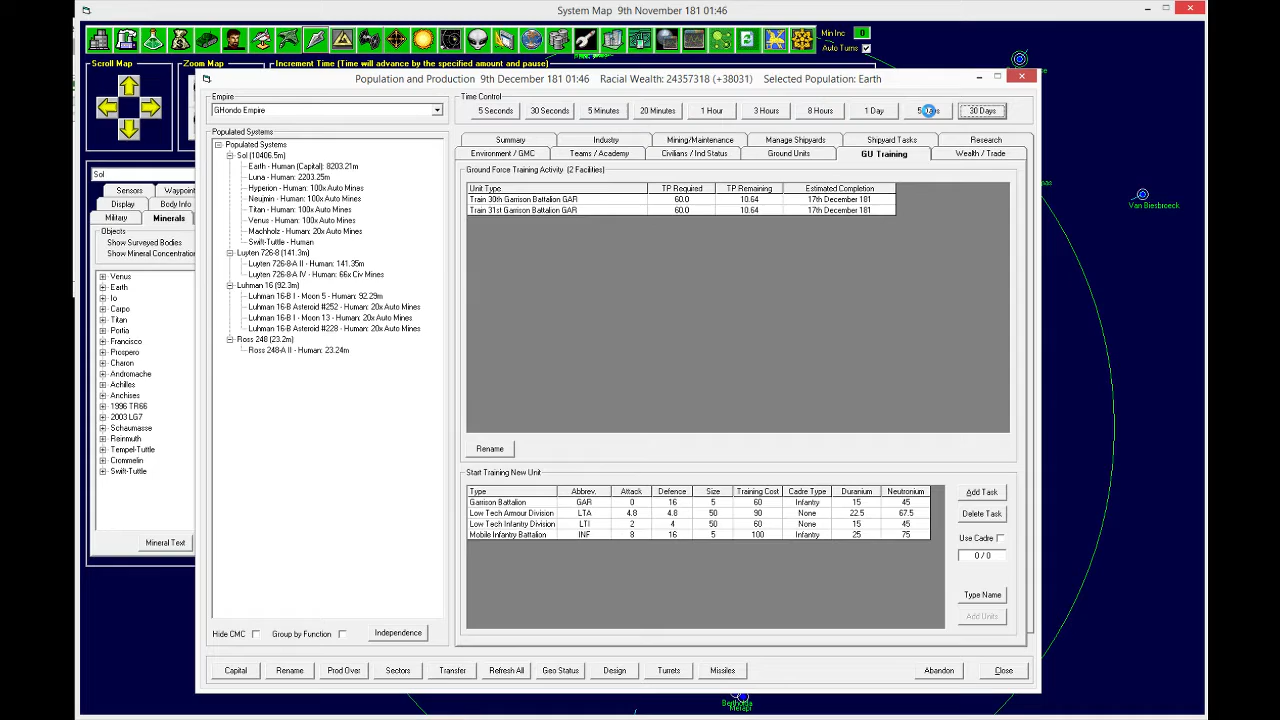 System Map 9th November 181 01:46
Min Inc 0
Auto Turns
Scroll Map
Zoom Map
Increment Time (Time will advance by the specified amount and pause)
Population and Production 9th December 181 01:46 Racial Wealth: 24357318 (+38031) Selected Population: Earth
Empire
GHondo Empire
Time Control
5 Seconds 30 Seconds 5 Minutes 20 Minutes 1 Hour 3 Hours 8 Hours 1 Day 5 Days 30 Days
Summary Industry Mining/Maintenance Manage Shipyards Shipyard Tasks Research
Environment / GMC Teams / Academy Civilians / Ind Status Ground Units GU Training Wealth / Trade
Populated Systems
Populated Systems
Sol (10406.5m)
Earth - Human (Capital): 8203.21m
Luna - Human: 2203.25m
Hyperion - Human: 100x Auto Mines
Neujmin - Human: 100x Auto Mines
Titan - Human: 100x Auto Mines
Venus - Human: 100x Auto Mines
Machholz - Human: 20x Auto Mines
Swift-Tuttle - Human
Luyten 726-8 (141.3m)
Luyten 726-8-A II - Human: 141.35m
Luyten 726-8-A IV - Human: 66x Civ Mines
Luhman 16 (92.3m)
Luhman 16-B I - Moon 5 - Human: 92.29m
Luhman 16-B Asteroid #252 - Human: 20x Auto Mines
Luhman 16-B I - Moon 13 - Human: 20x Auto Mines
Luhman 16-B Asteroid #228 - Human: 20x Auto Mines
Ross 248 (23.2m)
Ross 248-A II - Human: 23.24m
Hide CMC
Group by Function
Independence
Sol
Sensors Waypoint
Display Body Info
Military Minerals
Objects
Show Surveyed Bodies
Show Mineral Concentration
Venus
Earth
Io
Carpo
Titan
Portia
Francisco
Prospero
Charon
Andromache
Achilles
Anchises
1996 TR66
2003 LG7
Schaumasse
Reinmuth
Tempel-Tuttle
Crommelin
Swift-Tuttle
Mineral Text
Ground Force Training Activity (2 Facilities)
Unit Type TP Required TP Remaining Estimated Completion
Train 30th Garrison Battalion GAR 60.0 10.64 17th December 181
Train 31st Garrison Battalion GAR 60.0 10.64 17th December 181
Rename
Start Training New Unit
Type Abbrev. Attack Defence Size Training Cost Cadre Type Duranium Neutronium
Garrison Battalion GAR 0 16 5 60 Infantry 15 45
Low Tech Armour Division LTA 4.8 4.8 50 90 None 22.5 67.5
Low Tech Infantry Division LTI 2 4 50 60 None 15 45
Mobile Infantry Battalion INF 8 16 5 100 Infantry 25 75
Add Task
Delete Task
Use Cadre
0 / 0
Type Name
Add Units
Capital Rename Prod Over Sectors Transfer Refresh All Geo Status Design Turrets Missiles Abandon Close
Van Biesbroeck